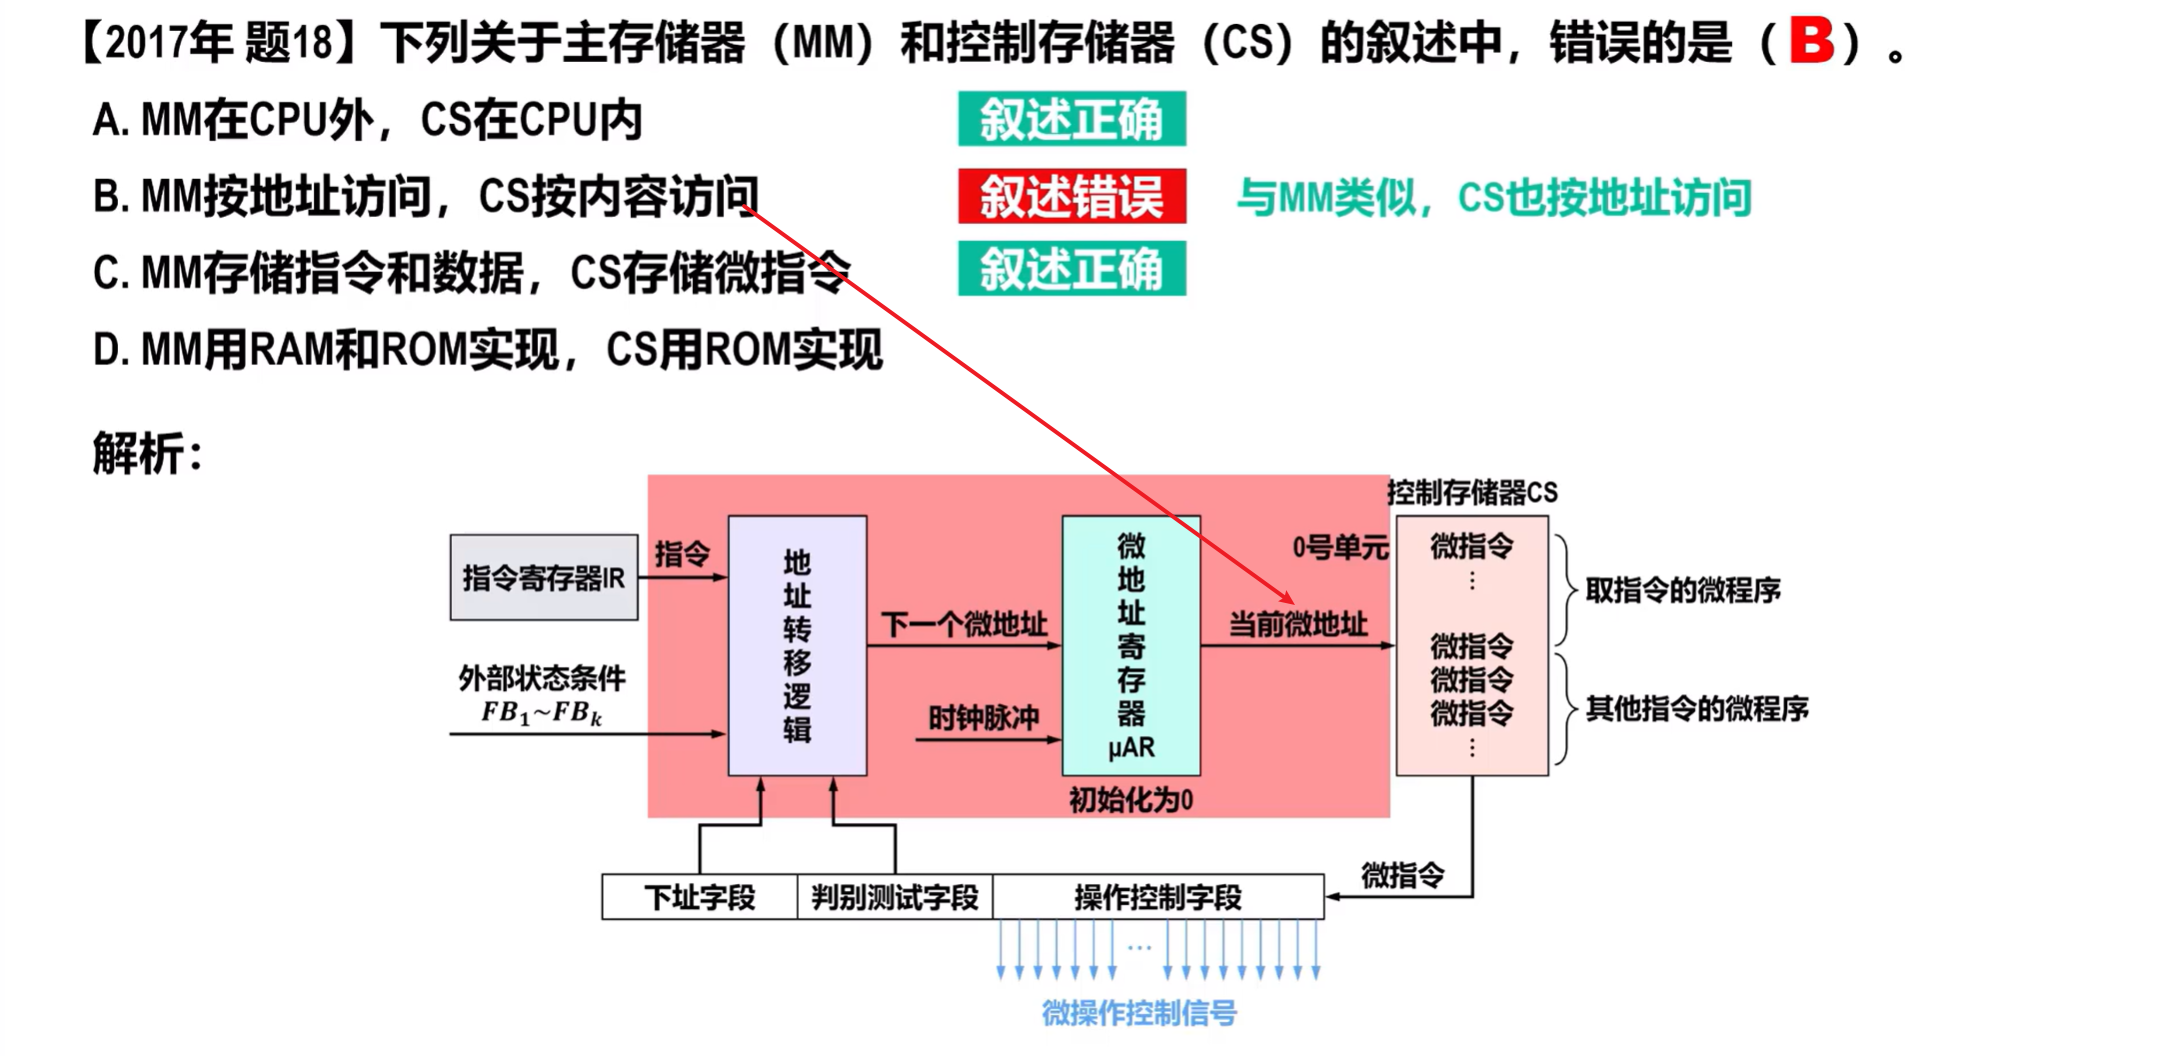 【2017年 题18】下列关于主存储器（MM）和控制存储器（CS）的叙述中，错误的是（B）。
A. MM在CPU外，CS在CPU内
叙述正确
B. MM按地址访问，CS按内容访问
叙述错误
与MM类似，CS也按地址访问
C. MM存储指令和数据，CS存储微指令
叙述正确
D. MM用RAM和ROM实现，CS用ROM实现
解析：
控制存储器CS
指令寄存器IR
指令
地址转移逻辑
微地址寄存器μAR
0号单元
微指令
⋮
取指令的微程序
下一个微地址
当前微地址
微指令
微指令
微指令
⋮
其他指令的微程序
外部状态条件
FB₁~FBₖ
时钟脉冲
初始化为0
微指令
下址字段
判别测试字段
操作控制字段
…
微操作控制信号